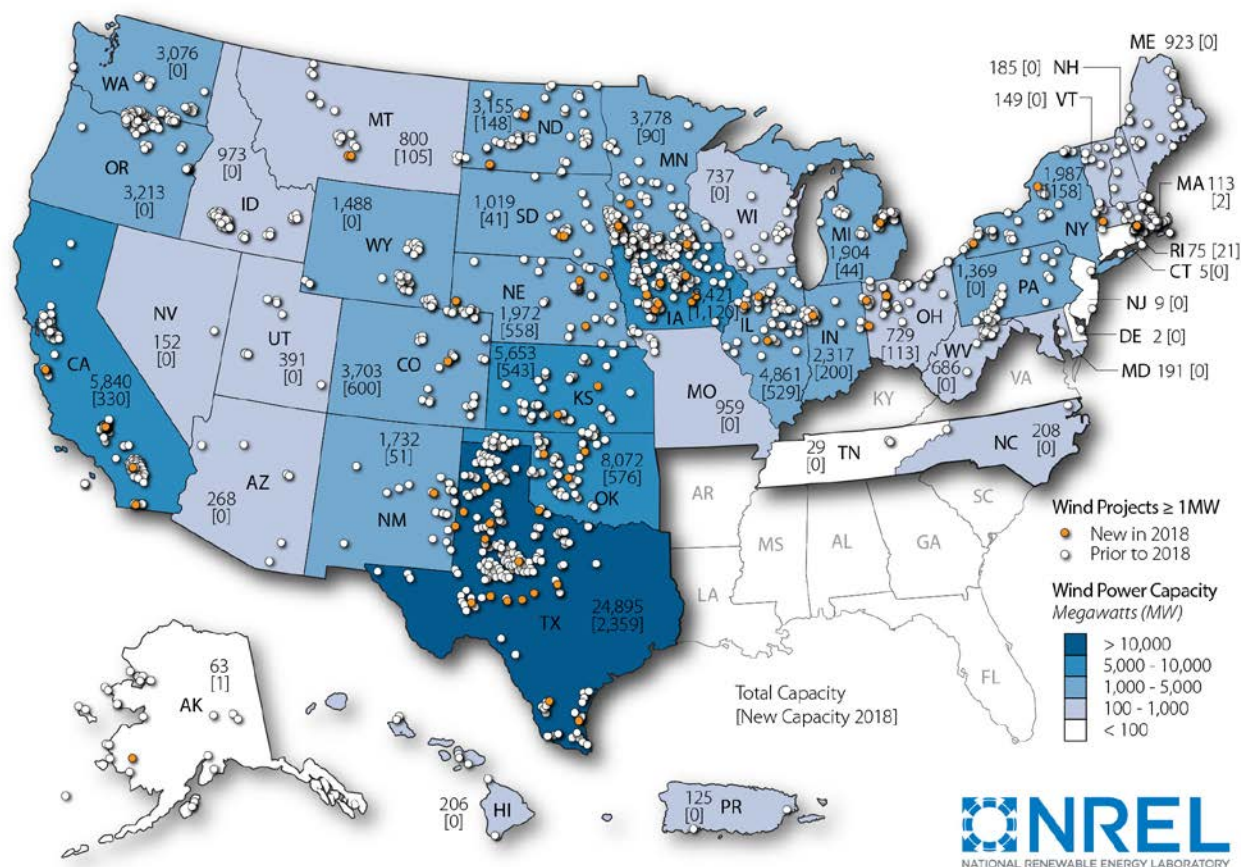 3,076
[0]
WA
OR
3,213
[0]
973
[0]
ID
MT
800
[105]
3,155
[148]
ND
3,778
[90]
MN
737
[0]
WI
1,019
[41]
SD
1,488
[0]
WY
MI
1,904
[44]
1,987
[158]
NY
ME 923 [0]
185 [0] NH
149 [0] VT
MA 113
[2]
RI 75 [21]
CT 5 [0]
NJ 9 [0]
DE 2 [0]
MD 191 [0]
1,369
[0]
PA
NE
1,972
[558]
IA
IL
4,861
[529]
IN
2,317
[200]
OH
729
[113]
WV
686
[0]
NV
152
[0]
UT
391
[0]
CO
3,703
[600]
5,653
[543]
KS
MO
959
[0]
KY
VA
CA
5,840
[330]
AZ
268
[0]
1,732
[51]
NM
8,072
[576]
OK
29
[0]
TN
NC
208
[0]
AR
SC
MS
AL
GA
LA
FL
TX
24,895
[2,359]
63
[1]
AK
206
[0]
HI
125
[0]
PR
Total Capacity
[New Capacity 2018]
Wind Projects ≥ 1MW
New in 2018
Prior to 2018
Wind Power Capacity
Megawatts (MW)
> 10,000
5,000 - 10,000
1,000 - 5,000
100 - 1,000
< 100
NREL
NATIONAL RENEWABLE ENERGY LABORATORY